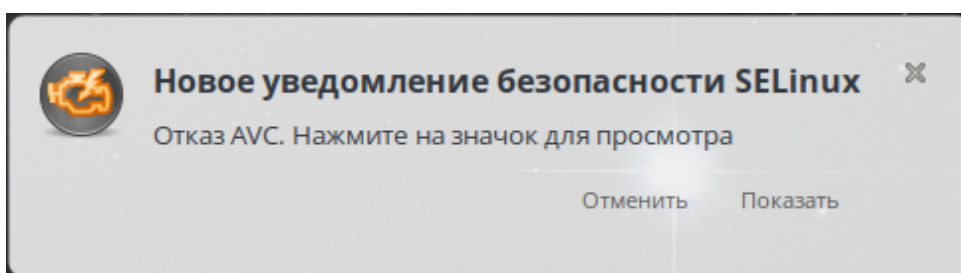 Новое уведомление безопасности SELinux
Отказ AVC. Нажмите на значок для просмотра
Отменить Показать